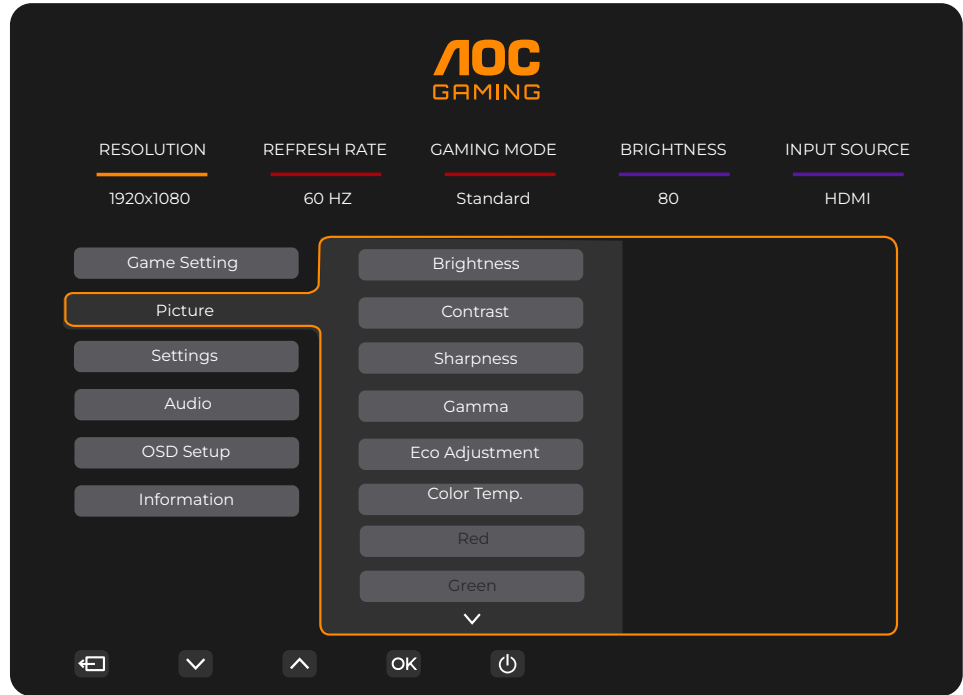 AOC
GAMING
RESOLUTION REFRESH RATE GAMING MODE BRIGHTNESS INPUT SOURCE
1920x1080 60 HZ Standard 80 HDMI
Game Setting
Picture
Settings
Audio
OSD Setup
Information
Brightness
Contrast
Sharpness
Gamma
Eco Adjustment
Color Temp.
Red
Green
OK